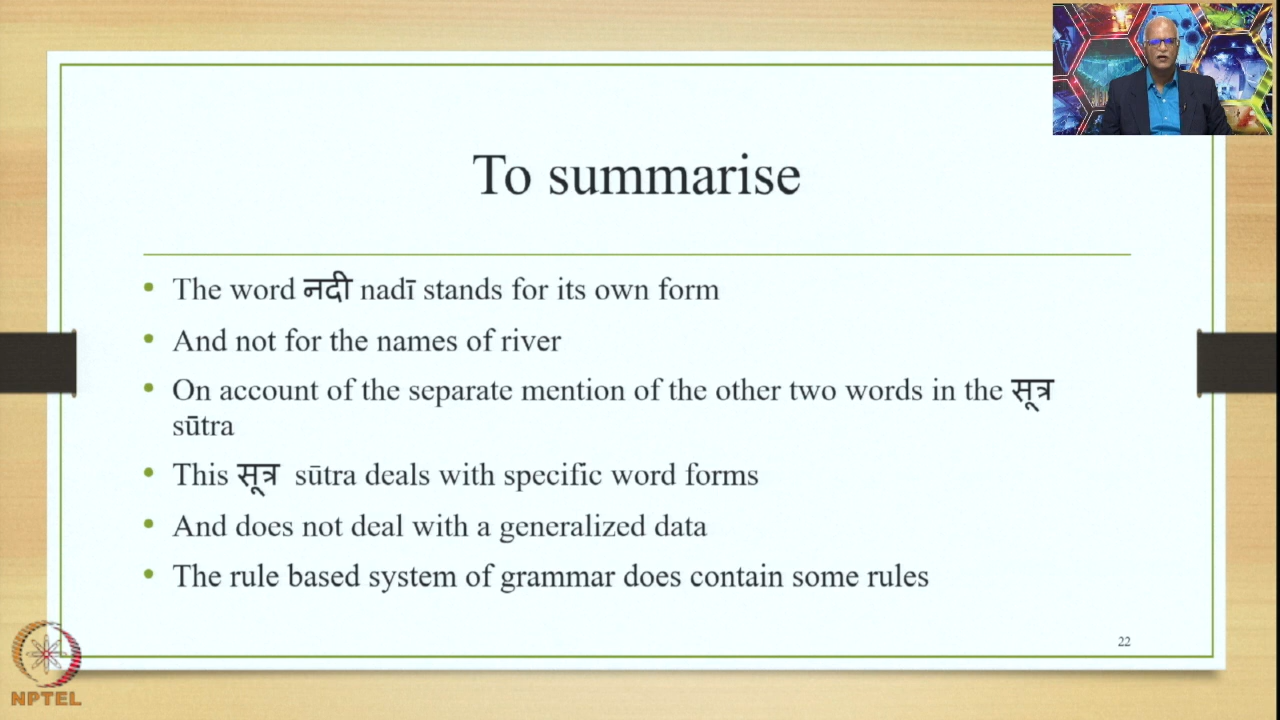 To summarise
• The word नदी nadī stands for its own form
• And not for the names of river
• On account of the separate mention of the other two words in the सूत्र
sūtra
• This सूत्र sūtra deals with specific word forms
• And does not deal with a generalized data
• The rule based system of grammar does contain some rules
22
NPTEL